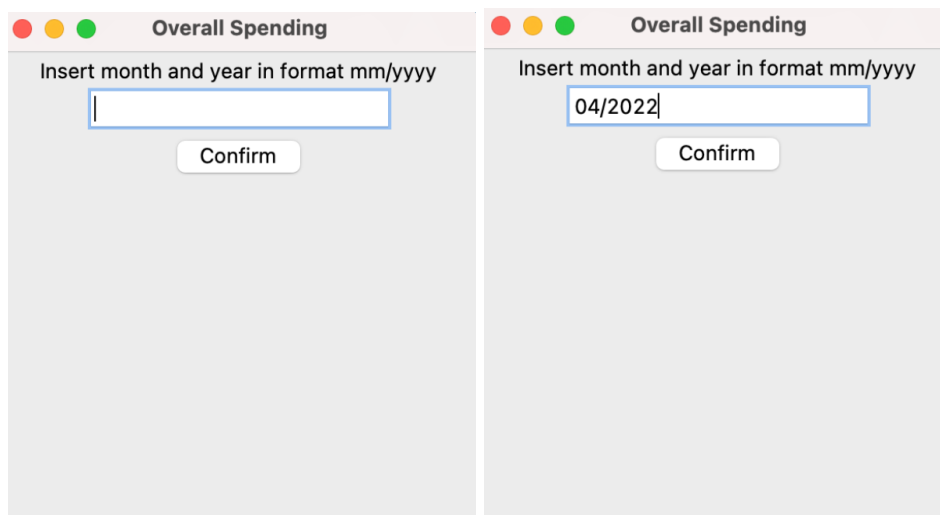 Overall Spending
Insert month and year in format mm/yyyy
Confirm
Overall Spending
Insert month and year in format mm/yyyy
04/2022
Confirm